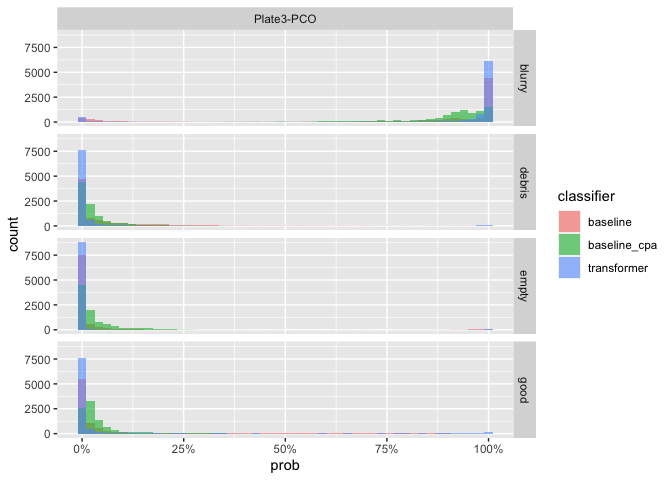 Plate3-PCO
7500
5000
2500
0
blurry
7500
5000
2500
0
debris
7500
5000
2500
0
empty
7500
5000
2500
0
good
0%
25%
50%
75%
100%
prob
count
classifier
baseline
baseline_cpa
transformer